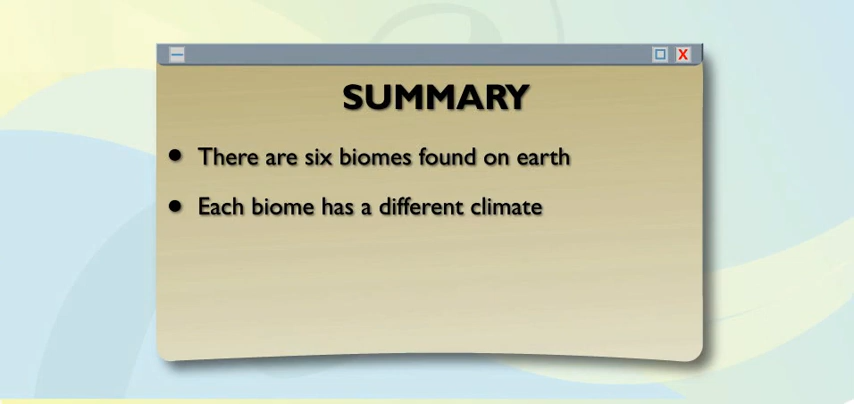 SUMMARY
• There are six biomes found on earth
• Each biome has a different climate